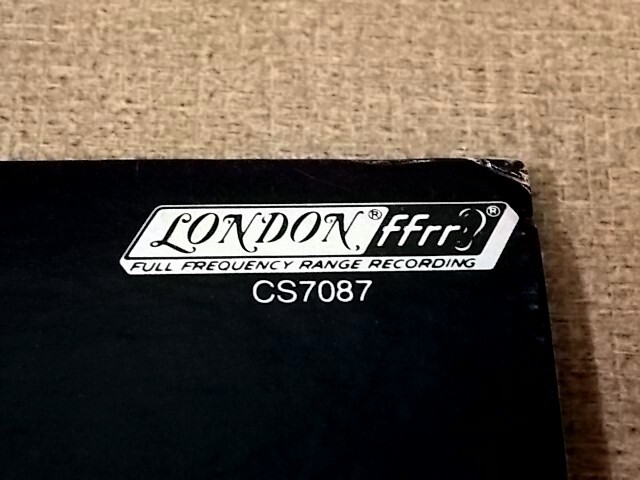 LONDON® ffrr®
FULL FREQUENCY RANGE RECORDING
CS7087